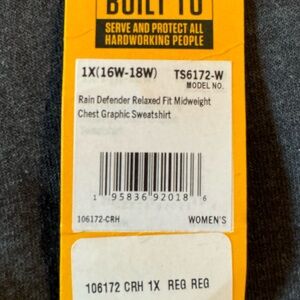 BUILT TO
SERVE AND PROTECT ALL
HARDWORKING PEOPLE
1X(16W-18W) TS6172-W
MODEL NO.
Rain Defender Relaxed Fit Midweight
Chest Graphic Sweatshirt
1 95836 92018 6
106172-CRH WOMEN'S
106172 CRH 1X REG REG